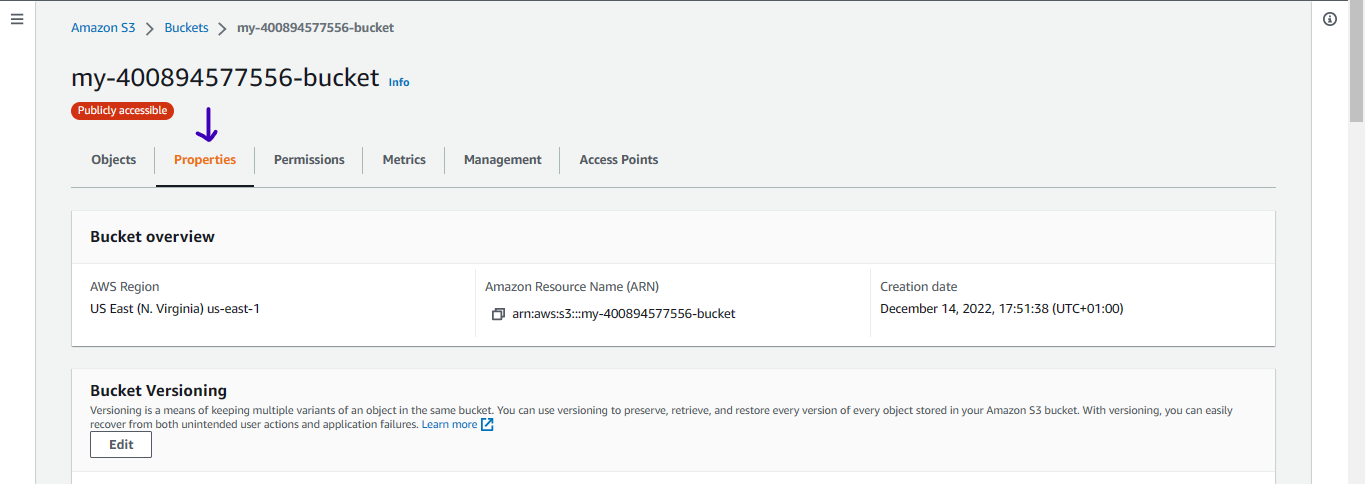 Amazon S3 > Buckets > my-400894577556-bucket
my-400894577556-bucket Info
Publicly accessible
Objects Properties Permissions Metrics Management Access Points
Bucket overview
AWS Region Amazon Resource Name (ARN) Creation date
US East (N. Virginia) us-east-1 arn:aws:s3:::my-400894577556-bucket December 14, 2022, 17:51:38 (UTC+01:00)
Bucket Versioning
Versioning is a means of keeping multiple variants of an object in the same bucket. You can use versioning to preserve, retrieve, and restore every version of every object stored in your Amazon S3 bucket. With versioning, you can easily
recover from both unintended user actions and application failures. Learn more
Edit